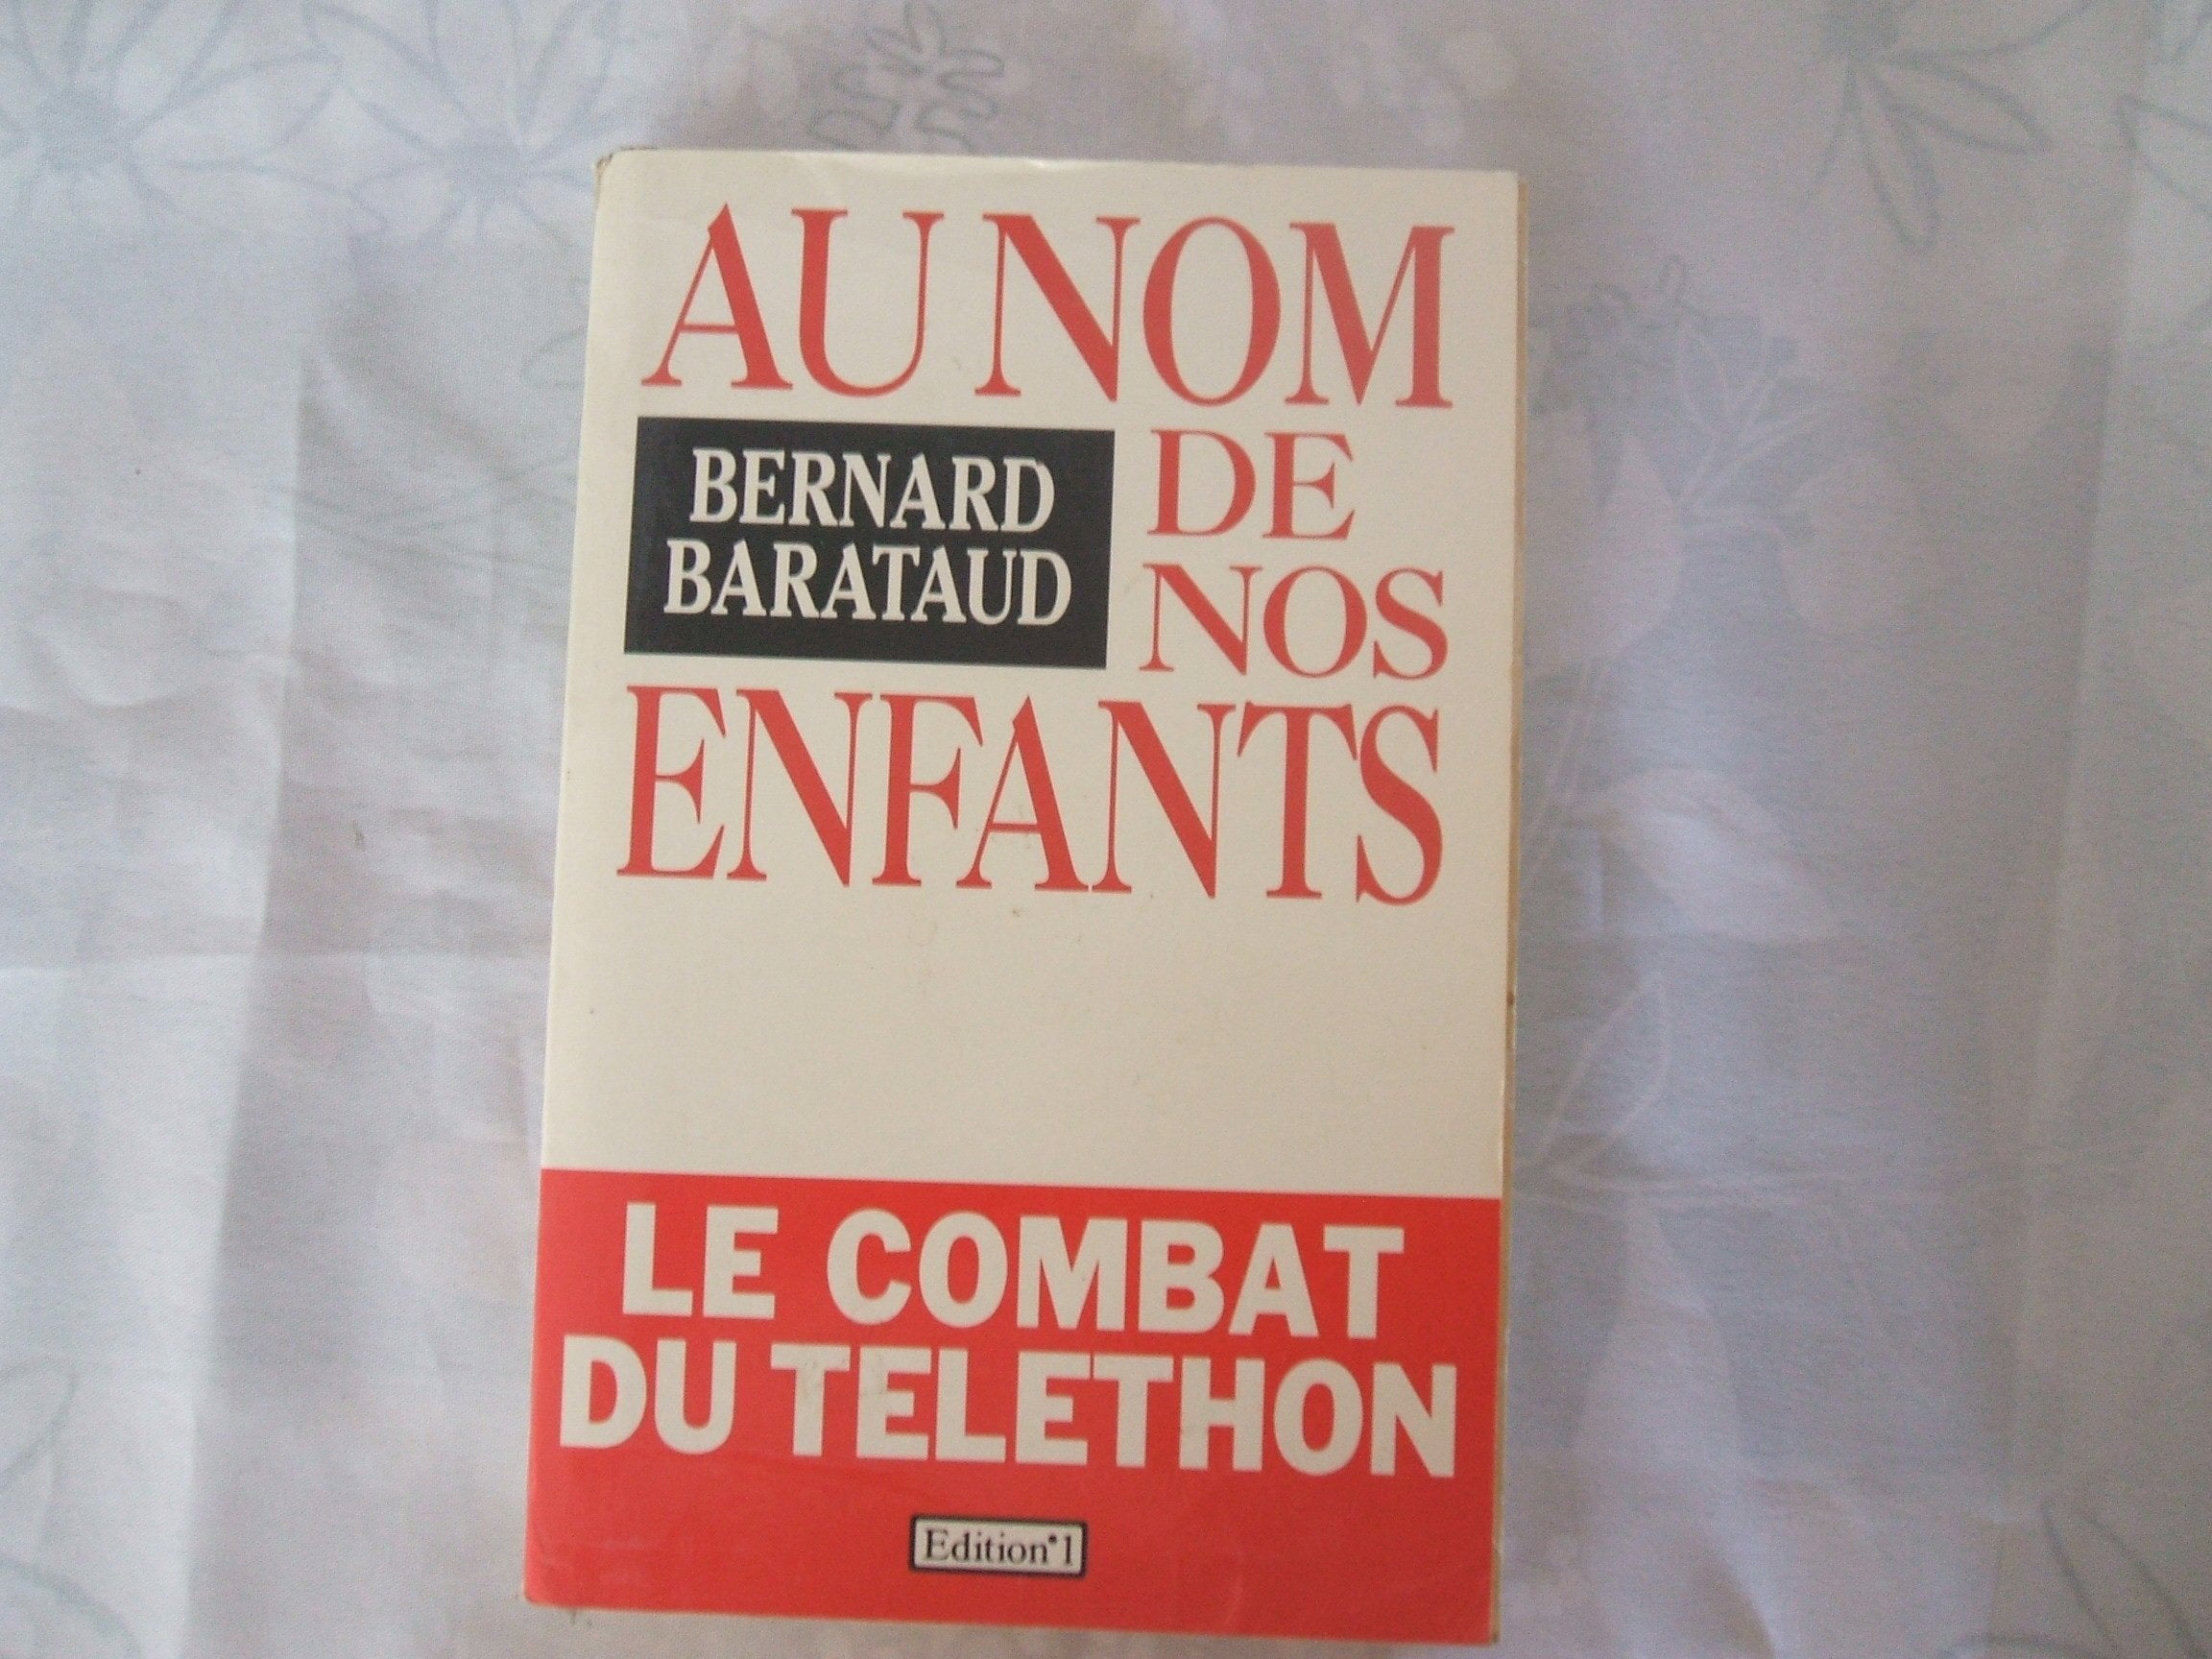 AU NOM
BERNARD
BARATAUD
DE
NOS
ENFANTS
LE COMBAT
DU TELETHON
Edition•1